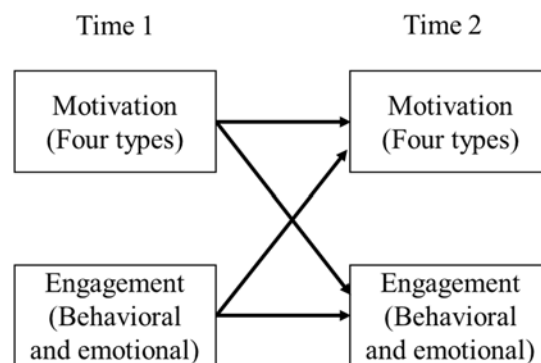 Time 1
Time 2
Motivation
(Four types)
Motivation
(Four types)
Engagement
(Behavioral
and emotional)
Engagement
(Behavioral
and emotional)